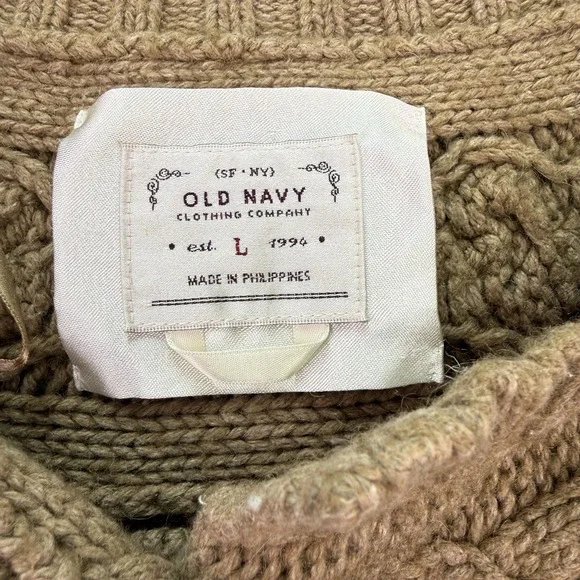 {SF • NY}
OLD NAVY
CLOTHING COMPANY
• est. L 1994 •
MADE IN PHILIPPINES